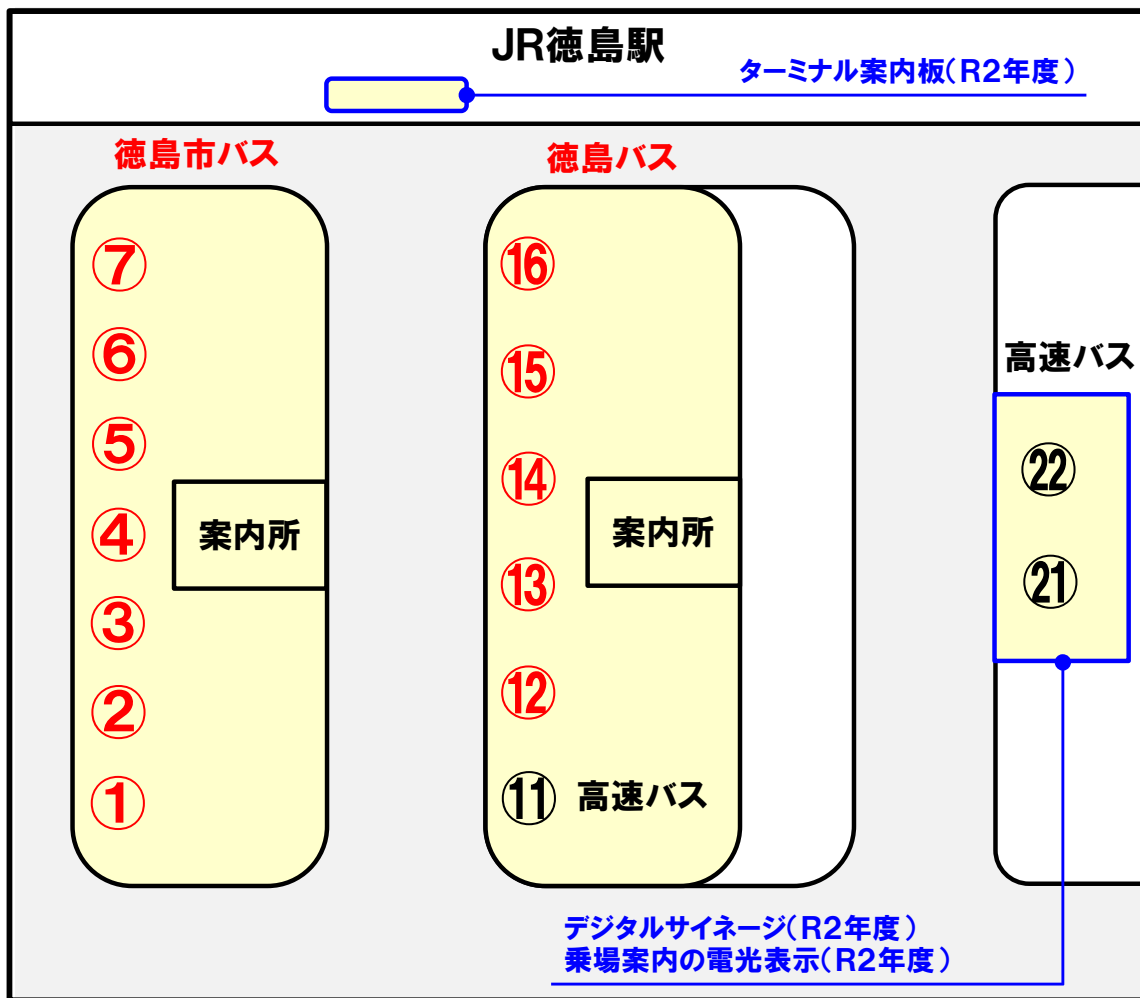 JR徳島駅
ターミナル案内板(R2年度)
徳島市バス
⑦
⑥
⑤
④
案内所
③
②
①
徳島バス
⑯
⑮
⑭
案内所
⑬
⑫
⑪ 高速バス
高速バス
㉒
㉑
デジタルサイネージ(R2年度)
乗場案内の電光表示(R2年度)